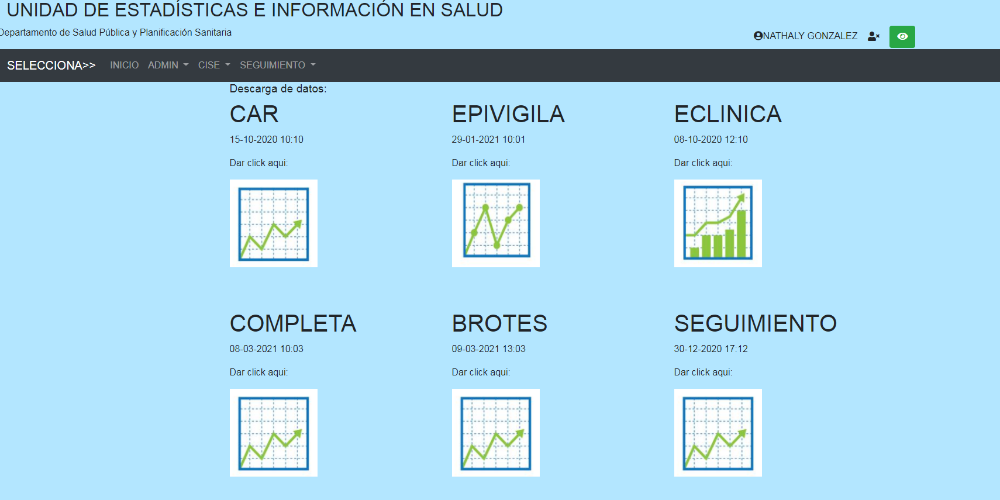 UNIDAD DE ESTADÍSTICAS E INFORMACIÓN EN SALUD
Departamento de Salud Pública y Planificación Sanitaria
NATHALY GONZALEZ
SELECCIONA>> INICIO ADMIN CISE SEGUIMIENTO
Descarga de datos:
CAR
15-10-2020 10:10
Dar click aqui:
EPIVIGILA
29-01-2021 10:01
Dar click aqui:
ECLINICA
08-10-2020 12:10
Dar click aqui:
COMPLETA
08-03-2021 10:03
Dar click aqui:
BROTES
09-03-2021 13:03
Dar click aqui:
SEGUIMIENTO
30-12-2020 17:12
Dar click aqui: